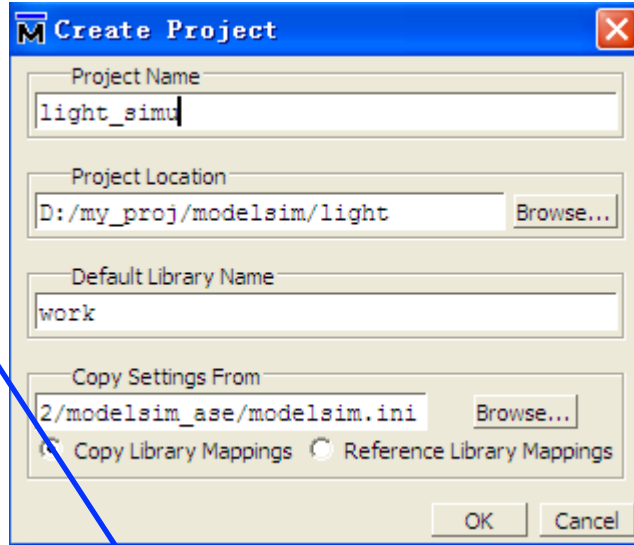 Create Project
Project Name
light_simu
Project Location
D:/my_proj/modelsim/light Browse...
Default Library Name
work
Copy Settings From
2/modelsim_ase/modelsim.ini Browse...
Copy Library Mappings Reference Library Mappings
OK Cancel